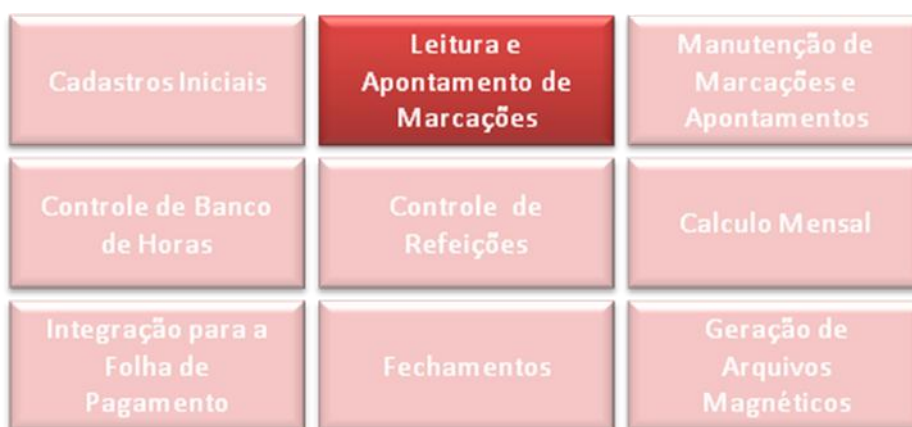 Cadastros Iniciais
Leitura e
Apontamento de
Marcações
Manutenção de
Marcações e
Apontamentos
Controle de Banco
de Horas
Controle de
Refeições
Calculo Mensal
Integração para a
Folha de
Pagamento
Fechamentos
Geração de
Arquivos
Magnéticos